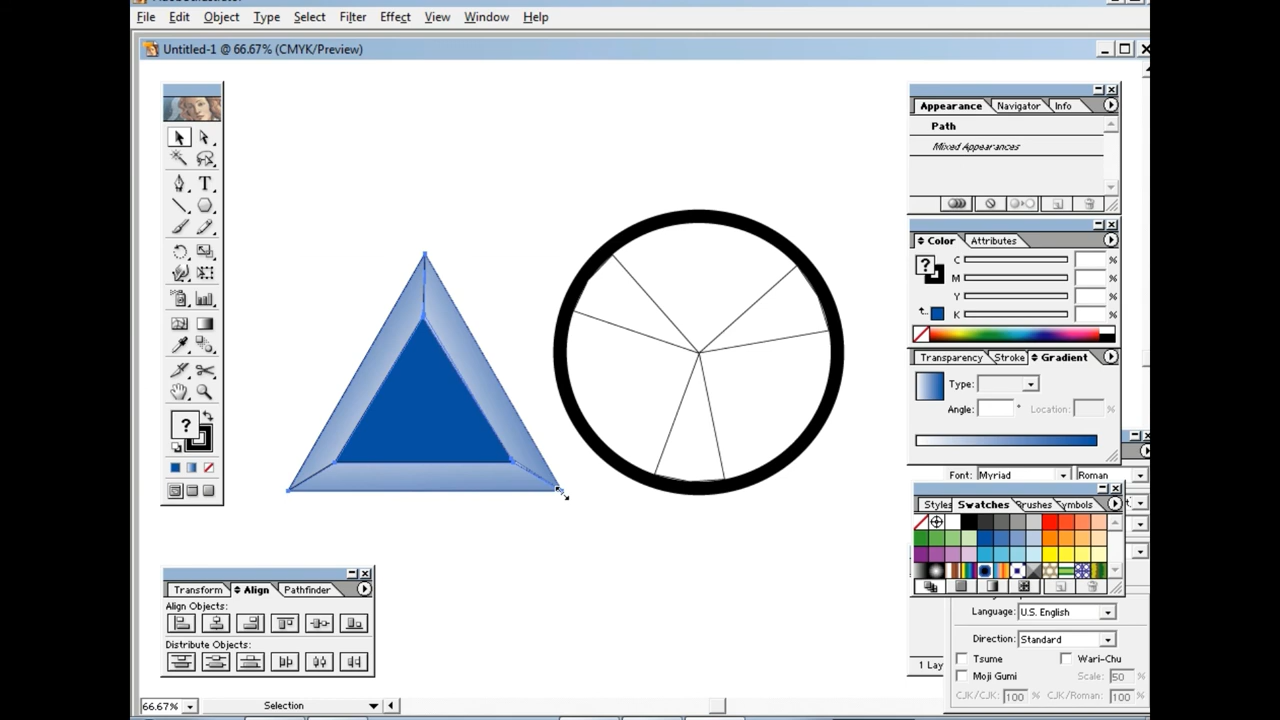 File Edit Object Type Select Filter Effect View Window Help
Untitled-1 @ 66.67% (CMYK/Preview)
Appearance Navigator Info
Path
Mixed Appearances
Color Attributes
C %
M %
Y %
K %
Transparency Stroke Gradient
Type:
Angle: ° Location: %
Font: Myriad Roman
Styles Swatches Brushes Symbols
Transform Align Pathfinder
Align Objects:
Distribute Objects:
Language: U.S. English
Direction: Standard
Tsume Wari-Chu
Moji Gumi Scale: 50 %
CJK/CJK: 100 % CJK/Roman: 100 %
1 Lay
66.67% Selection